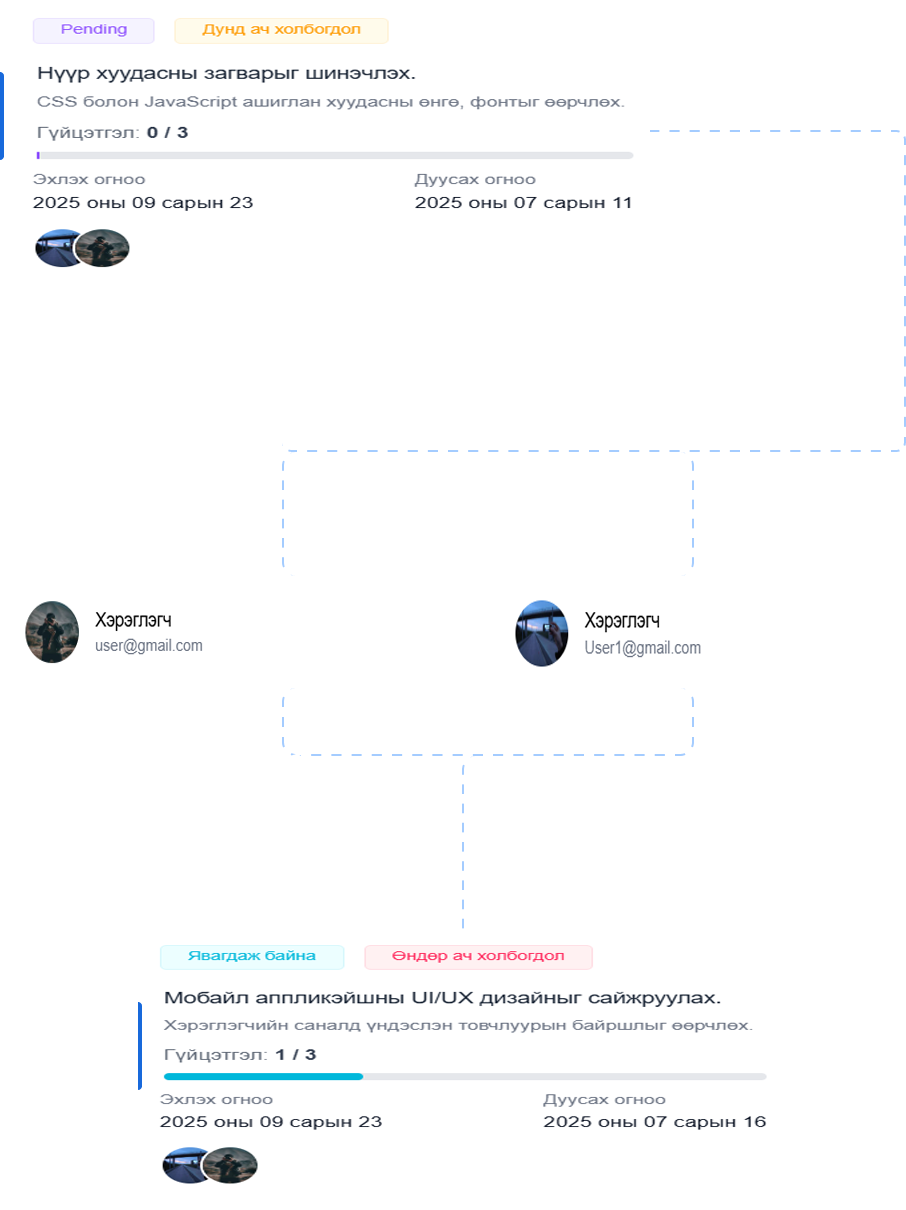 Pending Дунд ач холбогдол
Нүүр хуудасны загварыг шинэчлэх.
CSS болон JavaScript ашиглан хуудасны өнгө, фонтыг өөрчлөх.
Гүйцэтгэл: 0 / 3
Эхлэх огноо Дуусах огноо
2025 оны 09 сарын 23 2025 оны 07 сарын 11
Хэрэглэгч
user@gmail.com
Хэрэглэгч
User1@gmail.com
Явагдаж байна Өндөр ач холбогдол
Мобайл аппликэйшны UI/UX дизайныг сайжруулах.
Хэрэглэгчийн саналд үндэслэн товчлуурын байршлыг өөрчлөх.
Гүйцэтгэл: 1 / 3
Эхлэх огноо Дуусах огноо
2025 оны 09 сарын 23 2025 оны 07 сарын 16